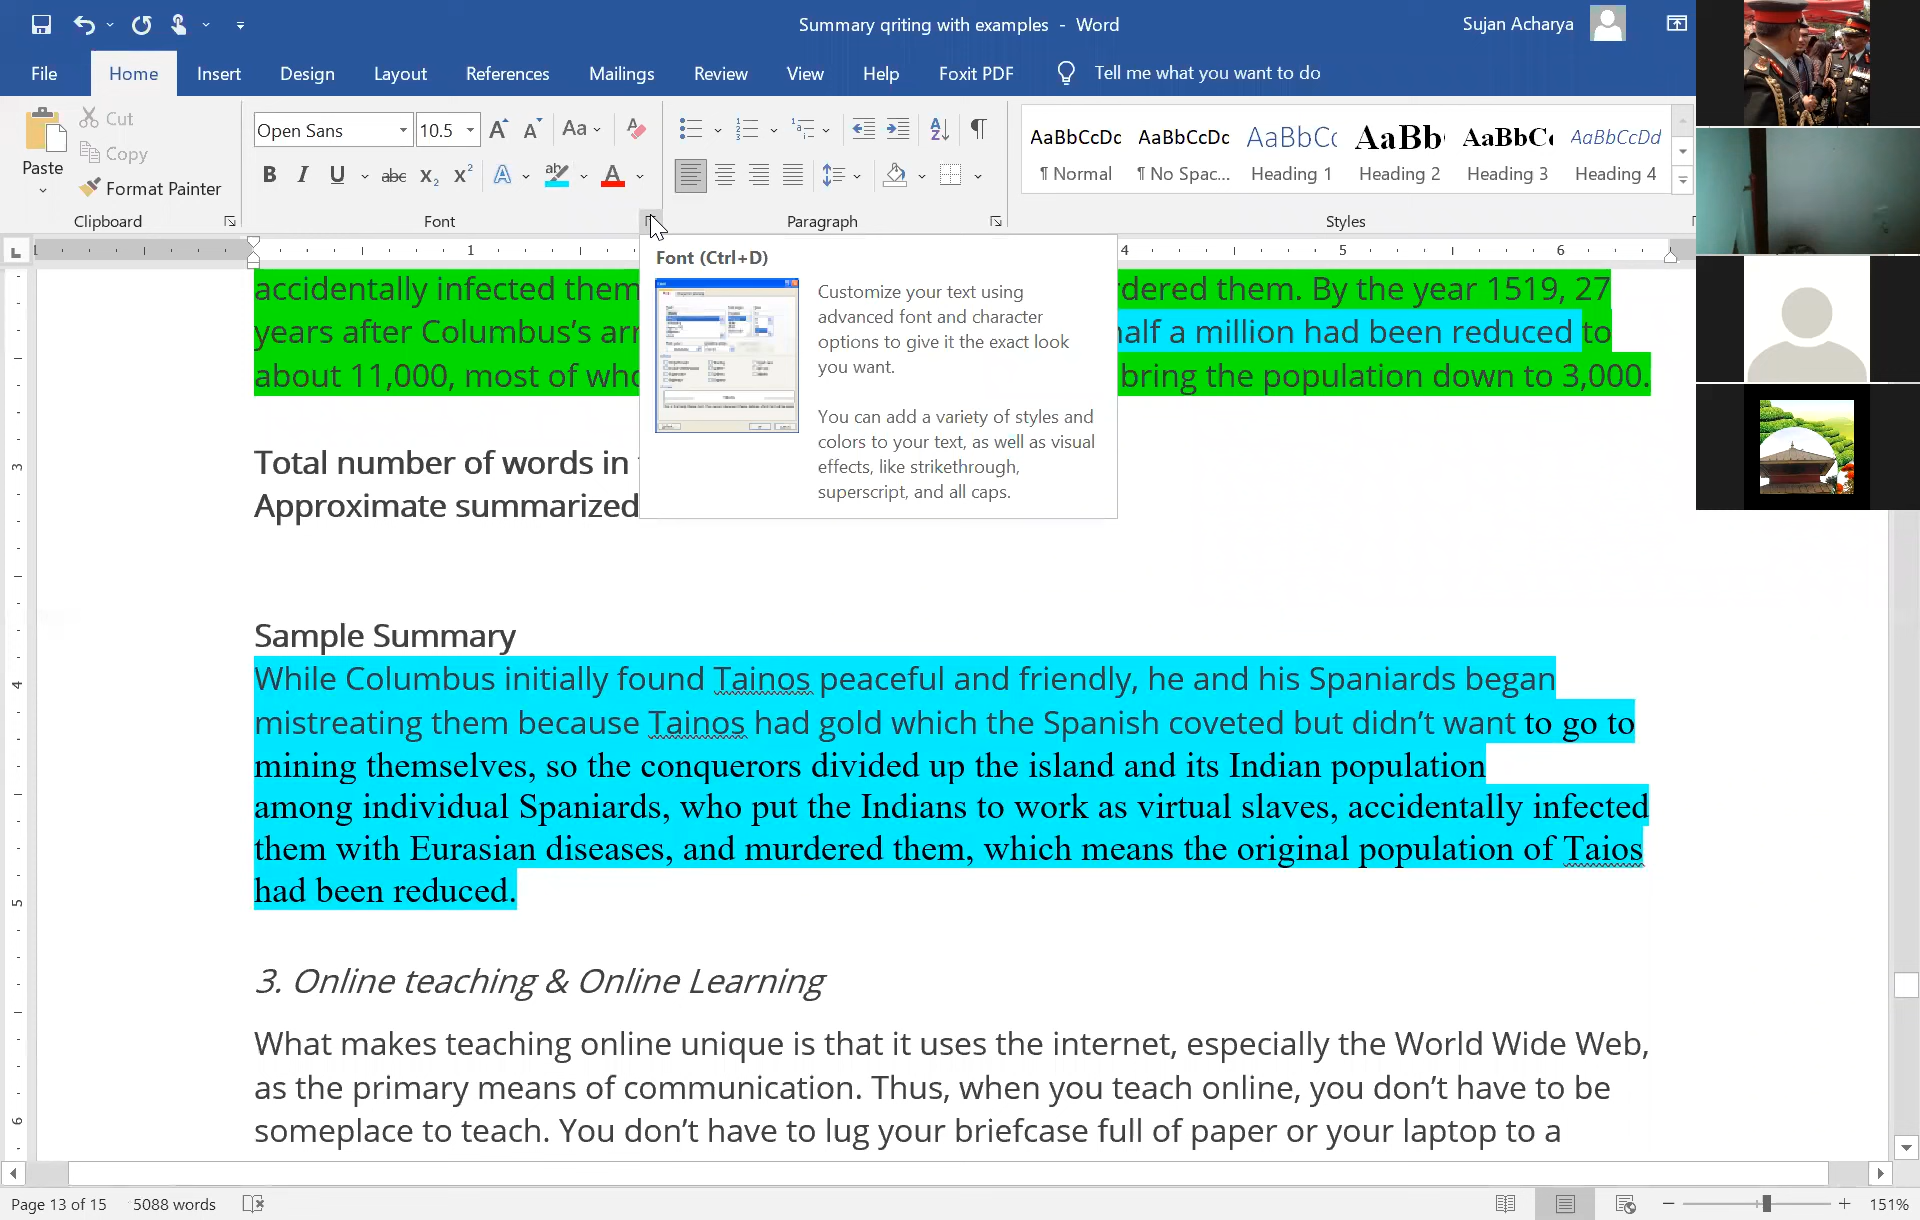 Summary qriting with examples - Word
Sujan Acharya
File Home Insert Design Layout References Mailings Review View Help Foxit PDF Tell me what you want to do
Paste
Cut
Copy
Format Painter
Clipboard
Open Sans 10.5
Font
Paragraph
AaBbCcDc AaBbCcDc AaBbCc AaBb AaBbC AaBbCcDd
¶ Normal ¶ No Spac... Heading 1 Heading 2 Heading 3 Heading 4
Styles
1 4 5 6
accidentally infected them
dered them. By the year 1519, 27
years after Columbus’s arr
alf a million had been reduced to
about 11,000, most of who
bring the population down to 3,000.
Font (Ctrl+D)
Customize your text using
advanced font and character
options to give it the exact look
you want.
You can add a variety of styles and
colors to your text, as well as visual
effects, like strikethrough,
superscript, and all caps.
Total number of words in
Approximate summarized
Sample Summary
While Columbus initially found Tainos peaceful and friendly, he and his Spaniards began
mistreating them because Tainos had gold which the Spanish coveted but didn’t want to go to
mining themselves, so the conquerors divided up the island and its Indian population
among individual Spaniards, who put the Indians to work as virtual slaves, accidentally infected
them with Eurasian diseases, and murdered them, which means the original population of Taios
had been reduced.
3. Online teaching & Online Learning
What makes teaching online unique is that it uses the internet, especially the World Wide Web,
as the primary means of communication. Thus, when you teach online, you don’t have to be
someplace to teach. You don’t have to lug your briefcase full of paper or your laptop to a
3
4
5
6
Page 13 of 15 5088 words
151%